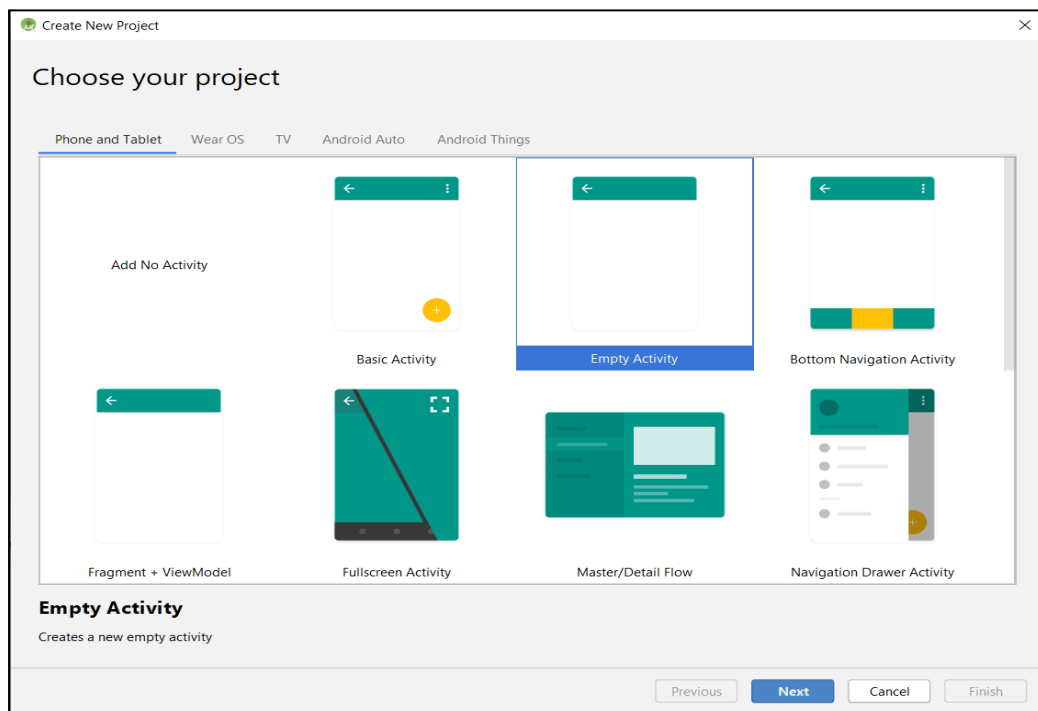 Create New Project
Choose your project
Phone and Tablet Wear OS TV Android Auto Android Things
Add No Activity
Basic Activity Empty Activity Bottom Navigation Activity
Fragment + ViewModel Fullscreen Activity Master/Detail Flow Navigation Drawer Activity
Empty Activity
Creates a new empty activity
Previous Next Cancel Finish